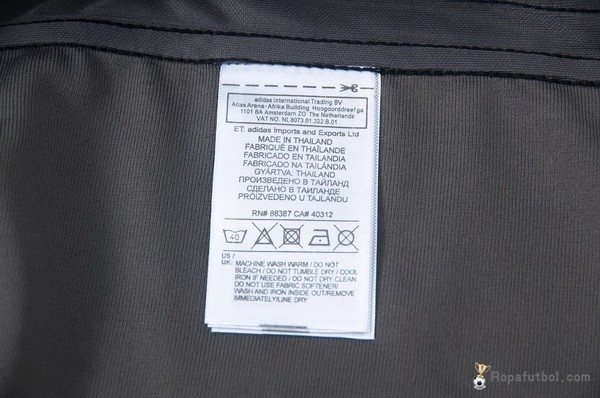 adidas International Trading BV
Atlas Arena - Afrika Building Hoogoorddreef 9a
1101 BA Amsterdam ZO The Netherlands
VAT NO. NL8073.01.322.B.01
ET: adidas Imports and Exports Ltd
MADE IN THAILAND
FABRIQUÉ EN THAÏLANDE
FABRICADO EN TAILANDIA
FABRICADO NA TAILÂNDIA
GYÁRTVA: THAILAND
ПРОИЗВЕДЕНО В ТАЙЛАНД
СДЕЛАНО В ТАИЛАНДЕ
PROIZVEDENO U TAJLANDU
RN# 88387 CA# 40312
40
US /
UK: MACHINE WASH WARM / DO NOT
BLEACH / DO NOT TUMBLE DRY / COOL
IRON IF NEEDED / DO NOT DRY CLEAN
DO NOT USE FABRIC SOFTENER/
WASH AND IRON INSIDE OUT/REMOVE
IMMEDIATELY/LINE DRY
Ropafutbol.com